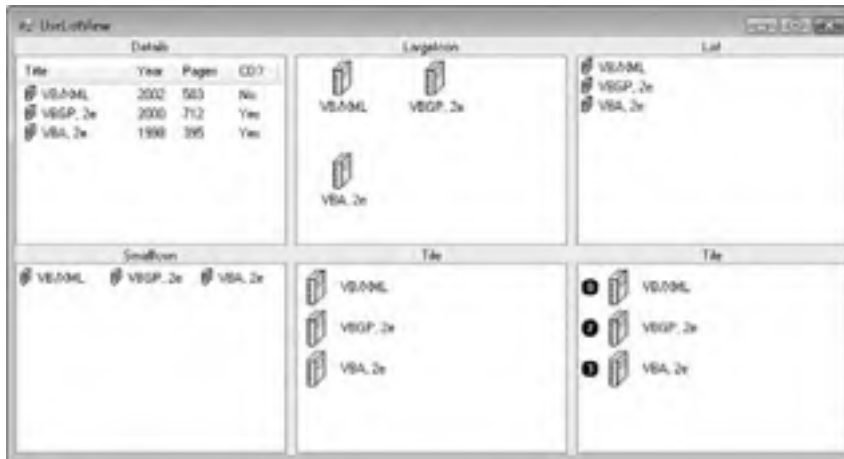 UseListView
Details
LargeIcon
List
Title Year Pages CD?
VB/XML 2002 503 No
VBGP, 2e 2000 712 Yes
VBA, 2e 1998 395 Yes
VB/XML VBGP, 2e
VBA, 2e
VB/XML
VBGP, 2e
VBA, 2e
SmallIcon
Tile
Tile
VB/XML VBGP, 2e VBA, 2e
VB/XML
VBGP, 2e
VBA, 2e
VB/XML
VBGP, 2e
VBA, 2e